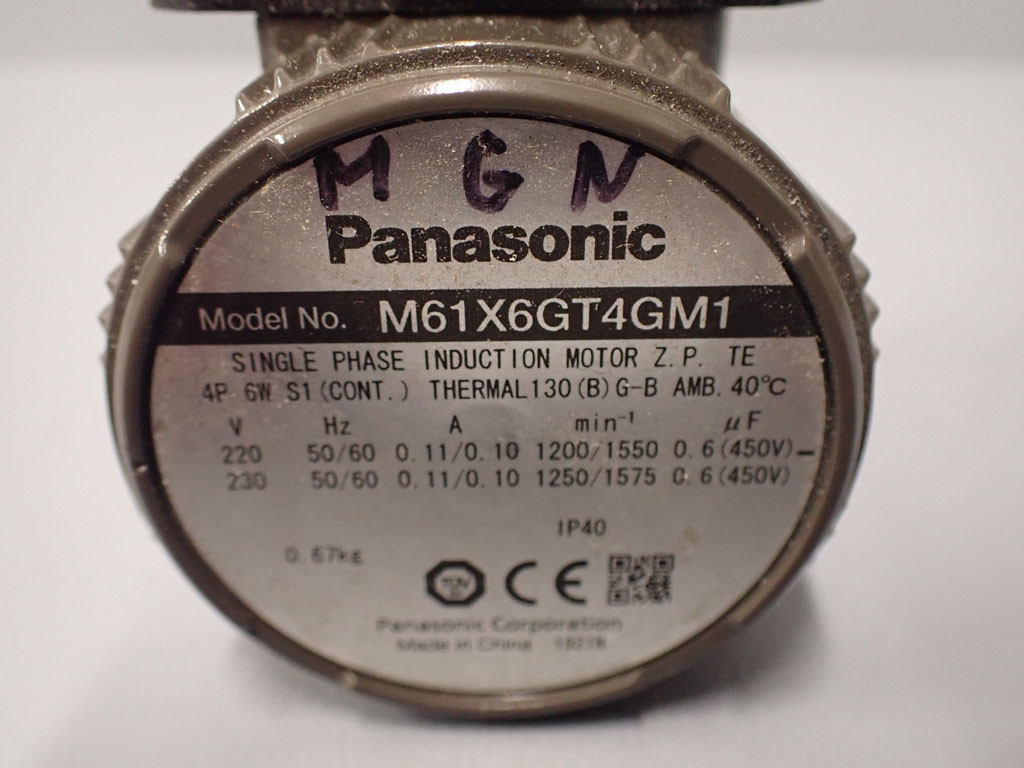 M G N
Panasonic
Model No. M61X6GT4GM1
SINGLE PHASE INDUCTION MOTOR Z.P. TE
4P 6W S1(CONT.) THERMAL130(B)G-B AMB.40℃
V Hz A min⁻¹ μF
220 50/60 0.11/0.10 1200/1550 0.6(450V)
230 50/60 0.11/0.10 1250/1575 0.6(450V)
IP40
0.67kg
TÜV CE
Panasonic Corporation
Made in China